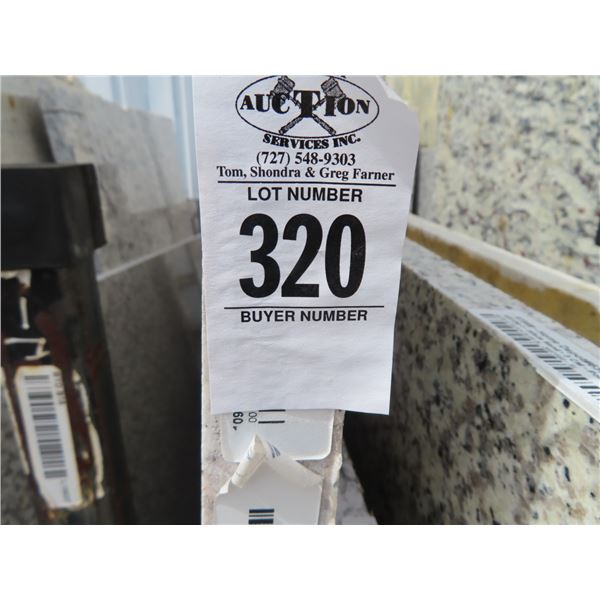 AUCTION
SERVICES INC.
(727) 548-9303
Tom, Shondra & Greg Farner
LOT NUMBER
320
BUYER NUMBER